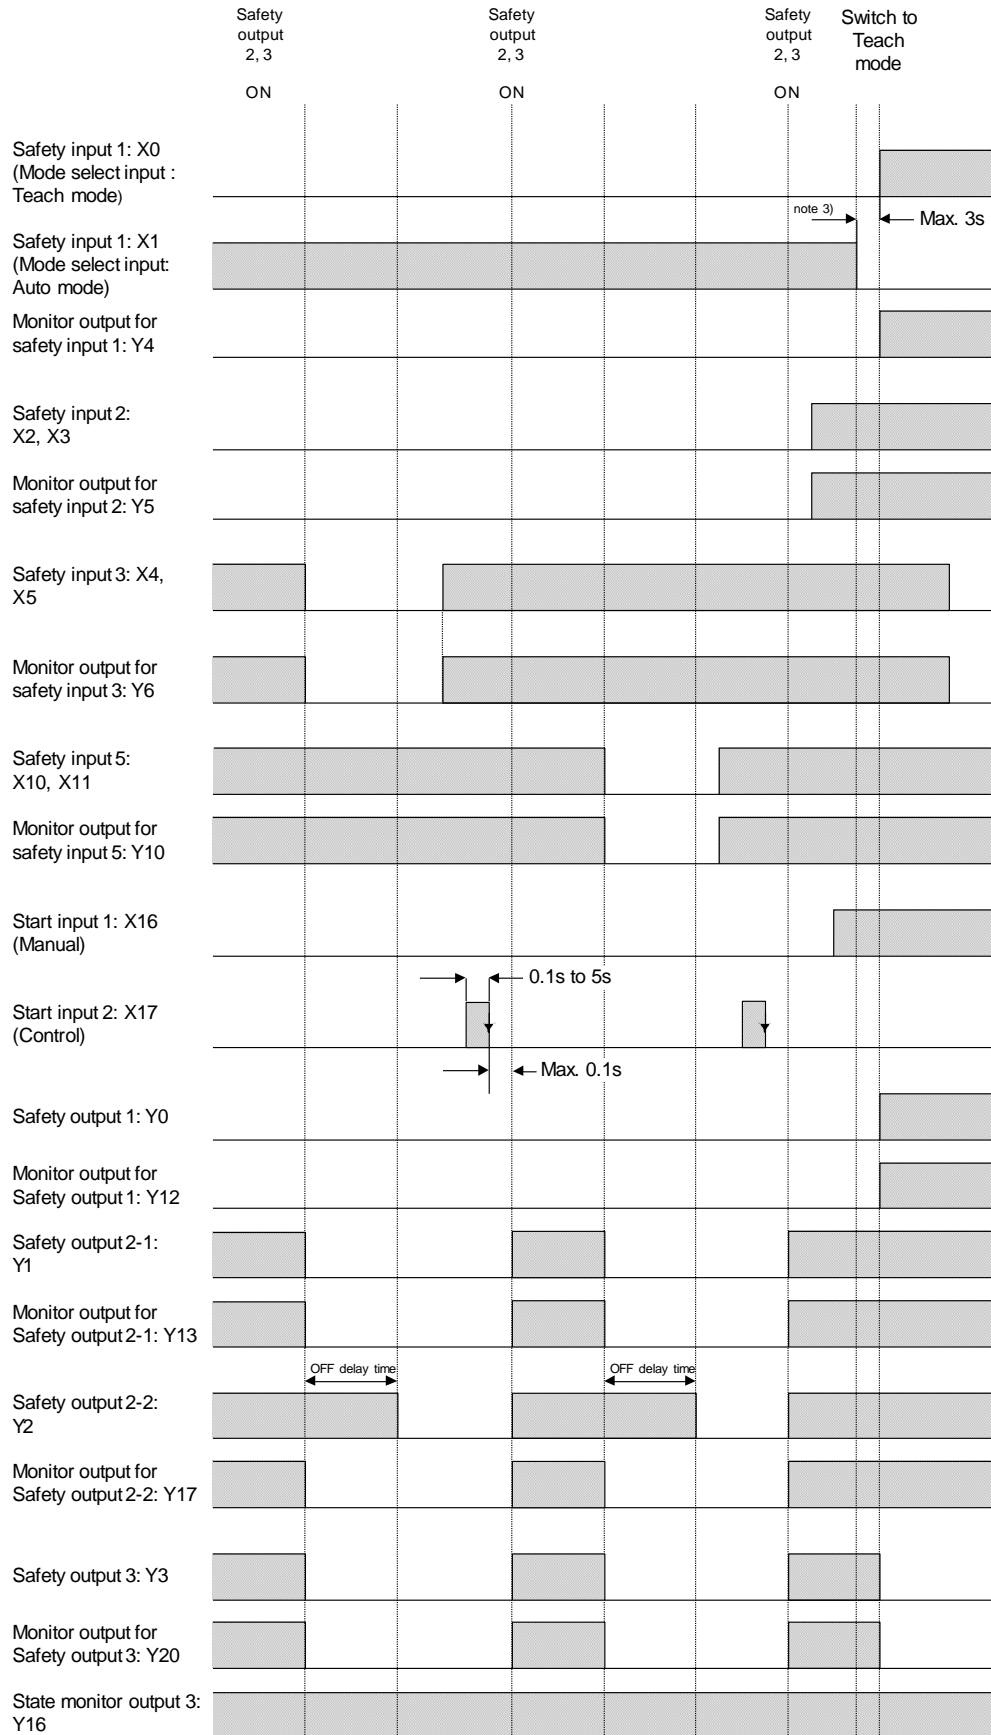 Safety
output
2, 3
ON
Safety
output
2, 3
ON
Safety
output
2, 3
ON
Switch to
Teach
mode
Safety input 1: X0
(Mode select input :
Teach mode)
note 3)
Max. 3s
Safety input 1: X1
(Mode select input:
Auto mode)
Monitor output for
safety input 1: Y4
Safety input 2:
X2, X3
Monitor output for
safety input 2: Y5
Safety input 3: X4,
X5
Monitor output for
safety input 3: Y6
Safety input 5:
X10, X11
Monitor output for
safety input 5: Y10
Start input 1: X16
(Manual)
0.1s to 5s
Start input 2: X17
(Control)
Max. 0.1s
Safety output 1: Y0
Monitor output for
Safety output 1: Y12
Safety output 2-1:
Y1
Monitor output for
Safety output 2-1: Y13
OFF delay time
OFF delay time
Safety output 2-2:
Y2
Monitor output for
Safety output 2-2: Y17
Safety output 3: Y3
Monitor output for
Safety output 3: Y20
State monitor output 3:
Y16